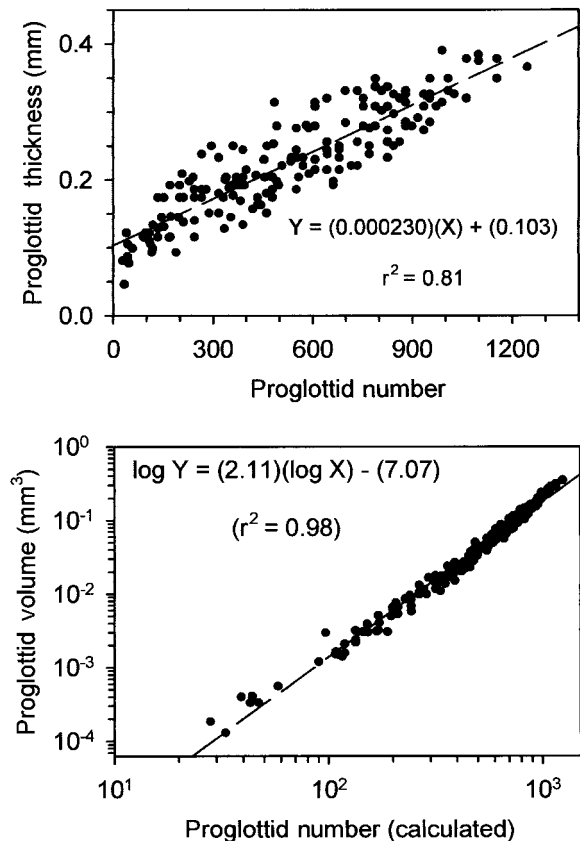 Proglottid thickness (mm)
0.4
0.2
0.0
Y = (0.000230)(X) + (0.103)
r² = 0.81
0 300 600 900 1200
Proglottid number
Proglottid volume (mm³)
10⁰
10⁻¹
10⁻²
10⁻³
10⁻⁴
log Y = (2.11)(log X) - (7.07)
(r² = 0.98)
10¹ 10² 10³
Proglottid number (calculated)